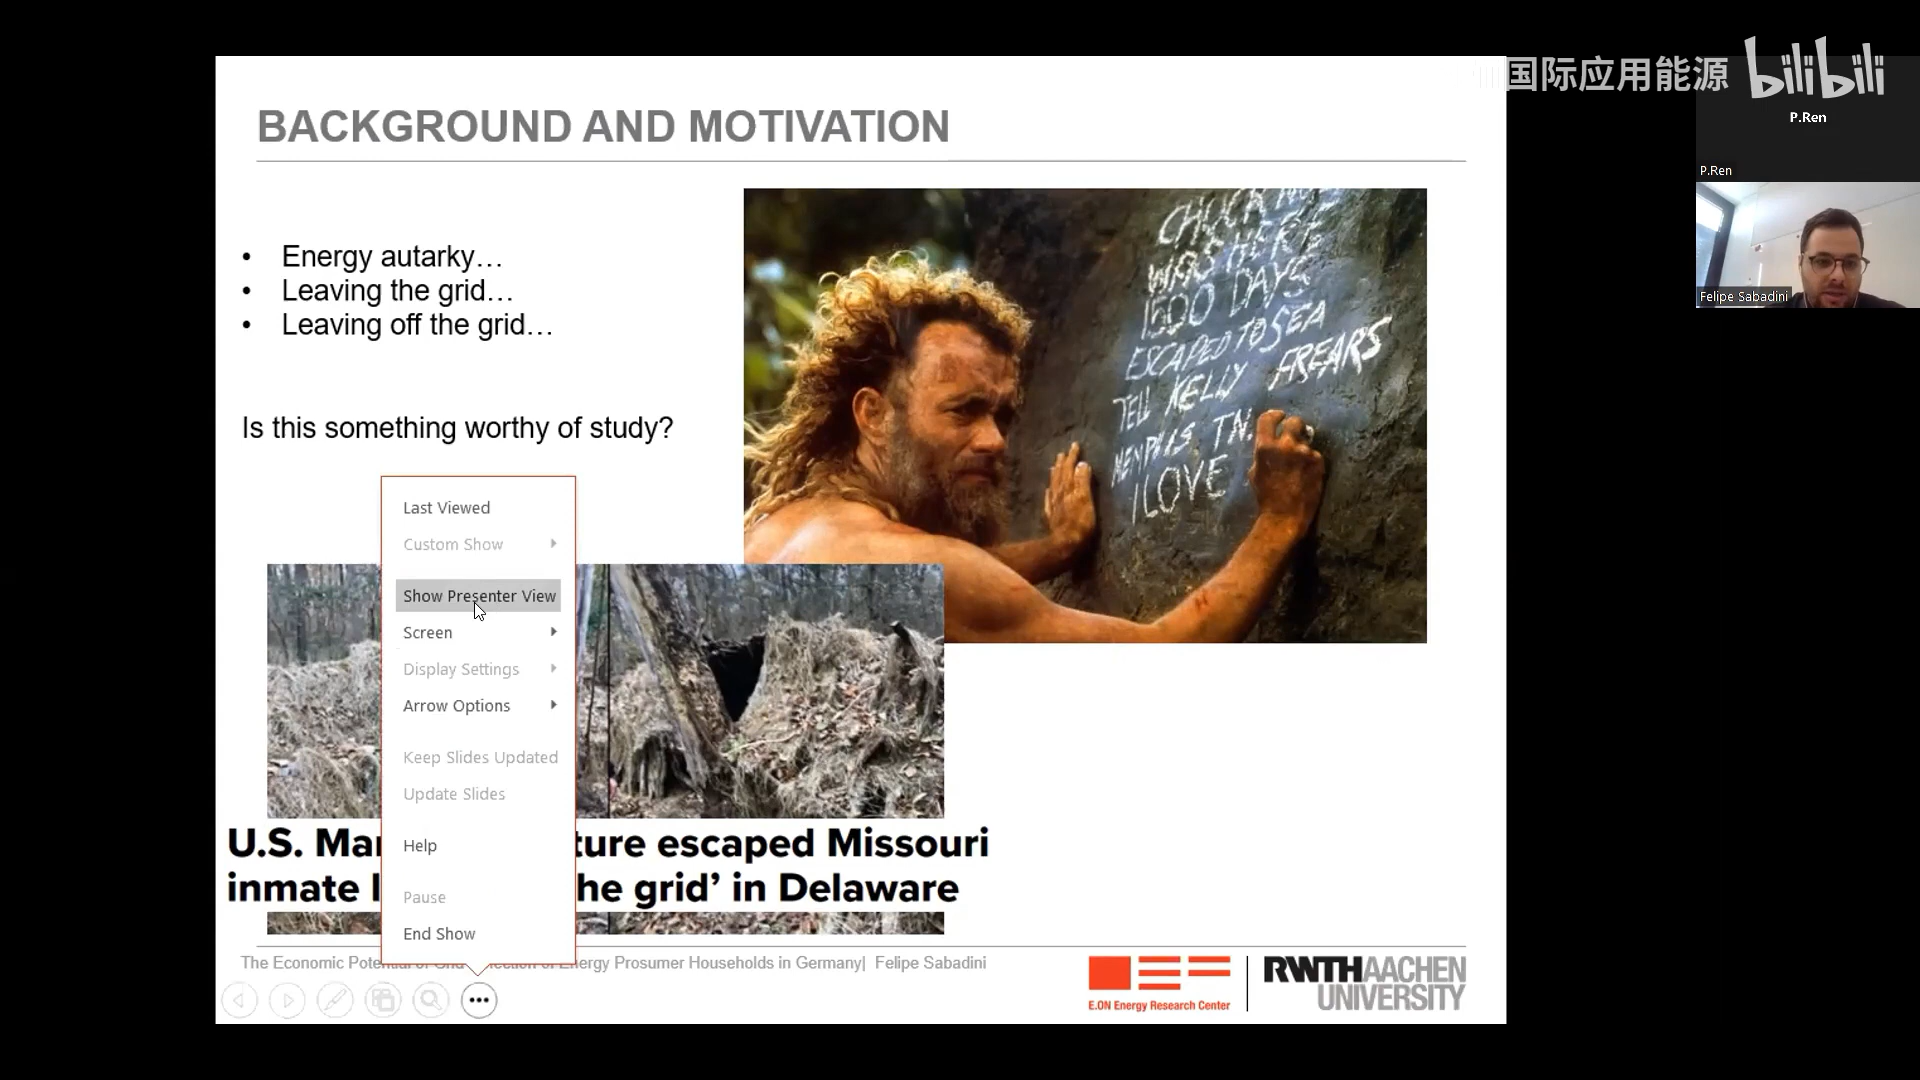 国际应用能源 bilibili
P.Ren
P.Ren
Felipe Sabadini
BACKGROUND AND MOTIVATION
• Energy autarky…
• Leaving the grid…
• Leaving off the grid…
Is this something worthy of study?
WAS HERE
1500 DAYS
ESCAPED TO SEA
TELL KELLY FREARS
MEMPHIS TN.
I LOVE
Last Viewed
Custom Show
Show Presenter View
Screen
Display Settings
Arrow Options
Keep Slides Updated
Update Slides
Help
Pause
End Show
U.S. Mar ture escaped Missouri
inmate he grid’ in Delaware
The Economic ection of Energy Prosumer Households in Germany| Felipe Sabadini
E.ON Energy Research Center
RWTHAACHEN
UNIVERSITY